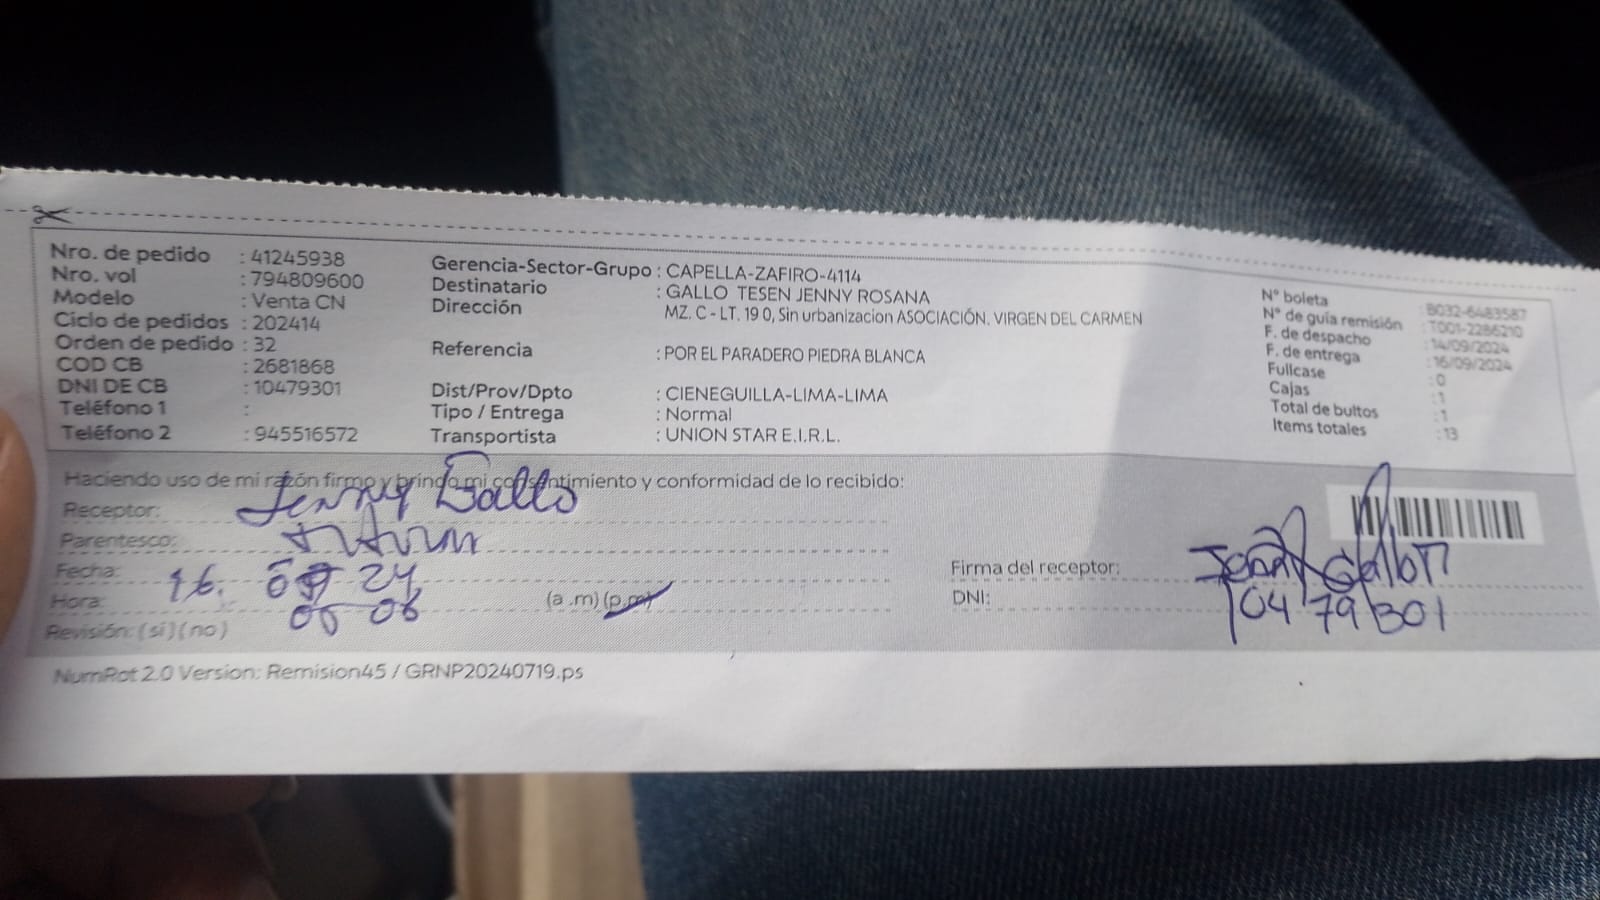 Nro. de pedido : 41245938
Nro. vol : 794809600
Modelo : Venta CN
Ciclo de pedidos : 202414
Orden de pedido : 32
COD CB : 2681868
DNI DE CB : 10479301
Teléfono 1 :
Teléfono 2 : 945516572
Gerencia-Sector-Grupo : CAPELLA-ZAFIRO-4114
Destinatario : GALLO TESEN JENNY ROSANA
Dirección MZ. C - LT. 19 0, Sin urbanizacion ASOCIACIÓN. VIRGEN DEL CARMEN
Referencia : POR EL PARADERO PIEDRA BLANCA
Dist/Prov/Dpto : CIENEGUILLA-LIMA-LIMA
Tipo / Entrega : Normal
Transportista : UNION STAR E.I.R.L.
N° boleta : B032-6483587
N° de guía remisión : T001-2286210
F. de despacho : 14/09/2024
F. de entrega : 16/09/2024
Fullcase : 0
Cajas : 1
Total de bultos : 1
Items totales : 13
Haciendo uso de mi razón firmo y brindo mi consentimiento y conformidad de lo recibido:
Receptor: Jenny Gallo
Parentesco:
Fecha: 16. 09 24
Hora: 06 (a.m) (p.m)
Revisión: (si) (no)
Firma del receptor:
DNI: 10479301
NumRot 2.0 Version: Remision45 / GRNP20240719.ps